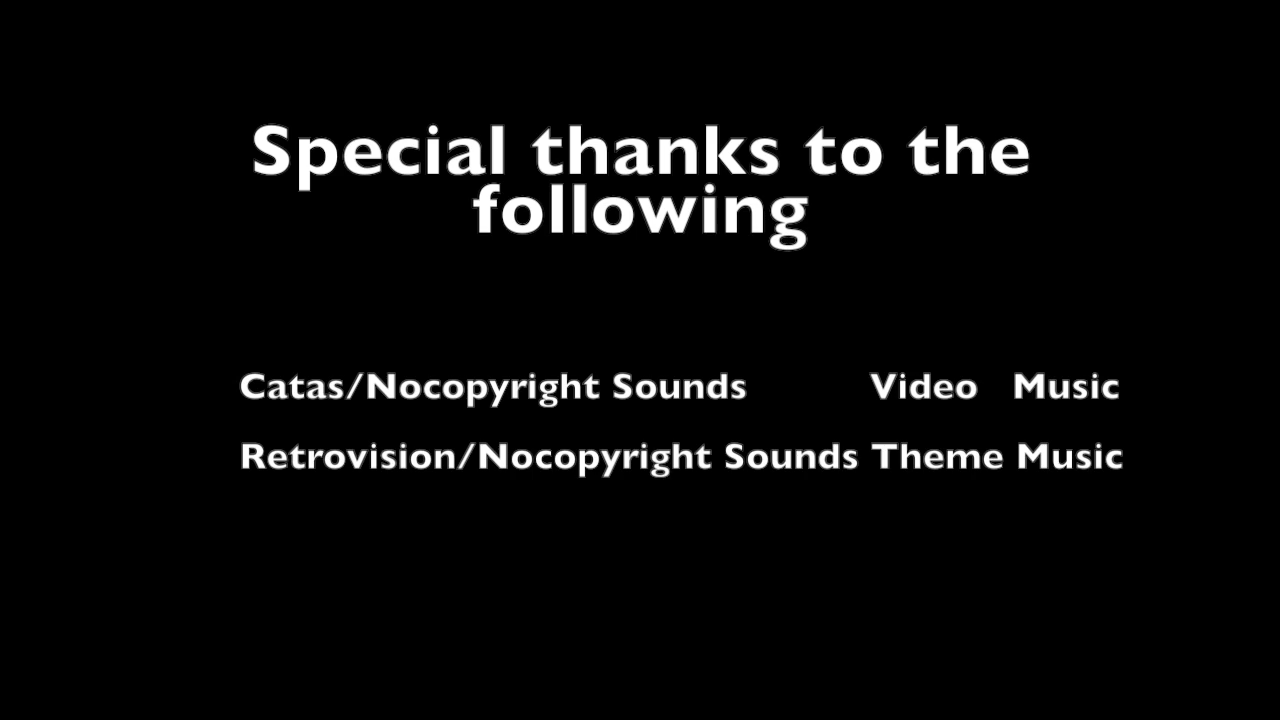 Special thanks to the
following
Catas/Nocopyright Sounds Video Music
Retrovision/Nocopyright Sounds Theme Music